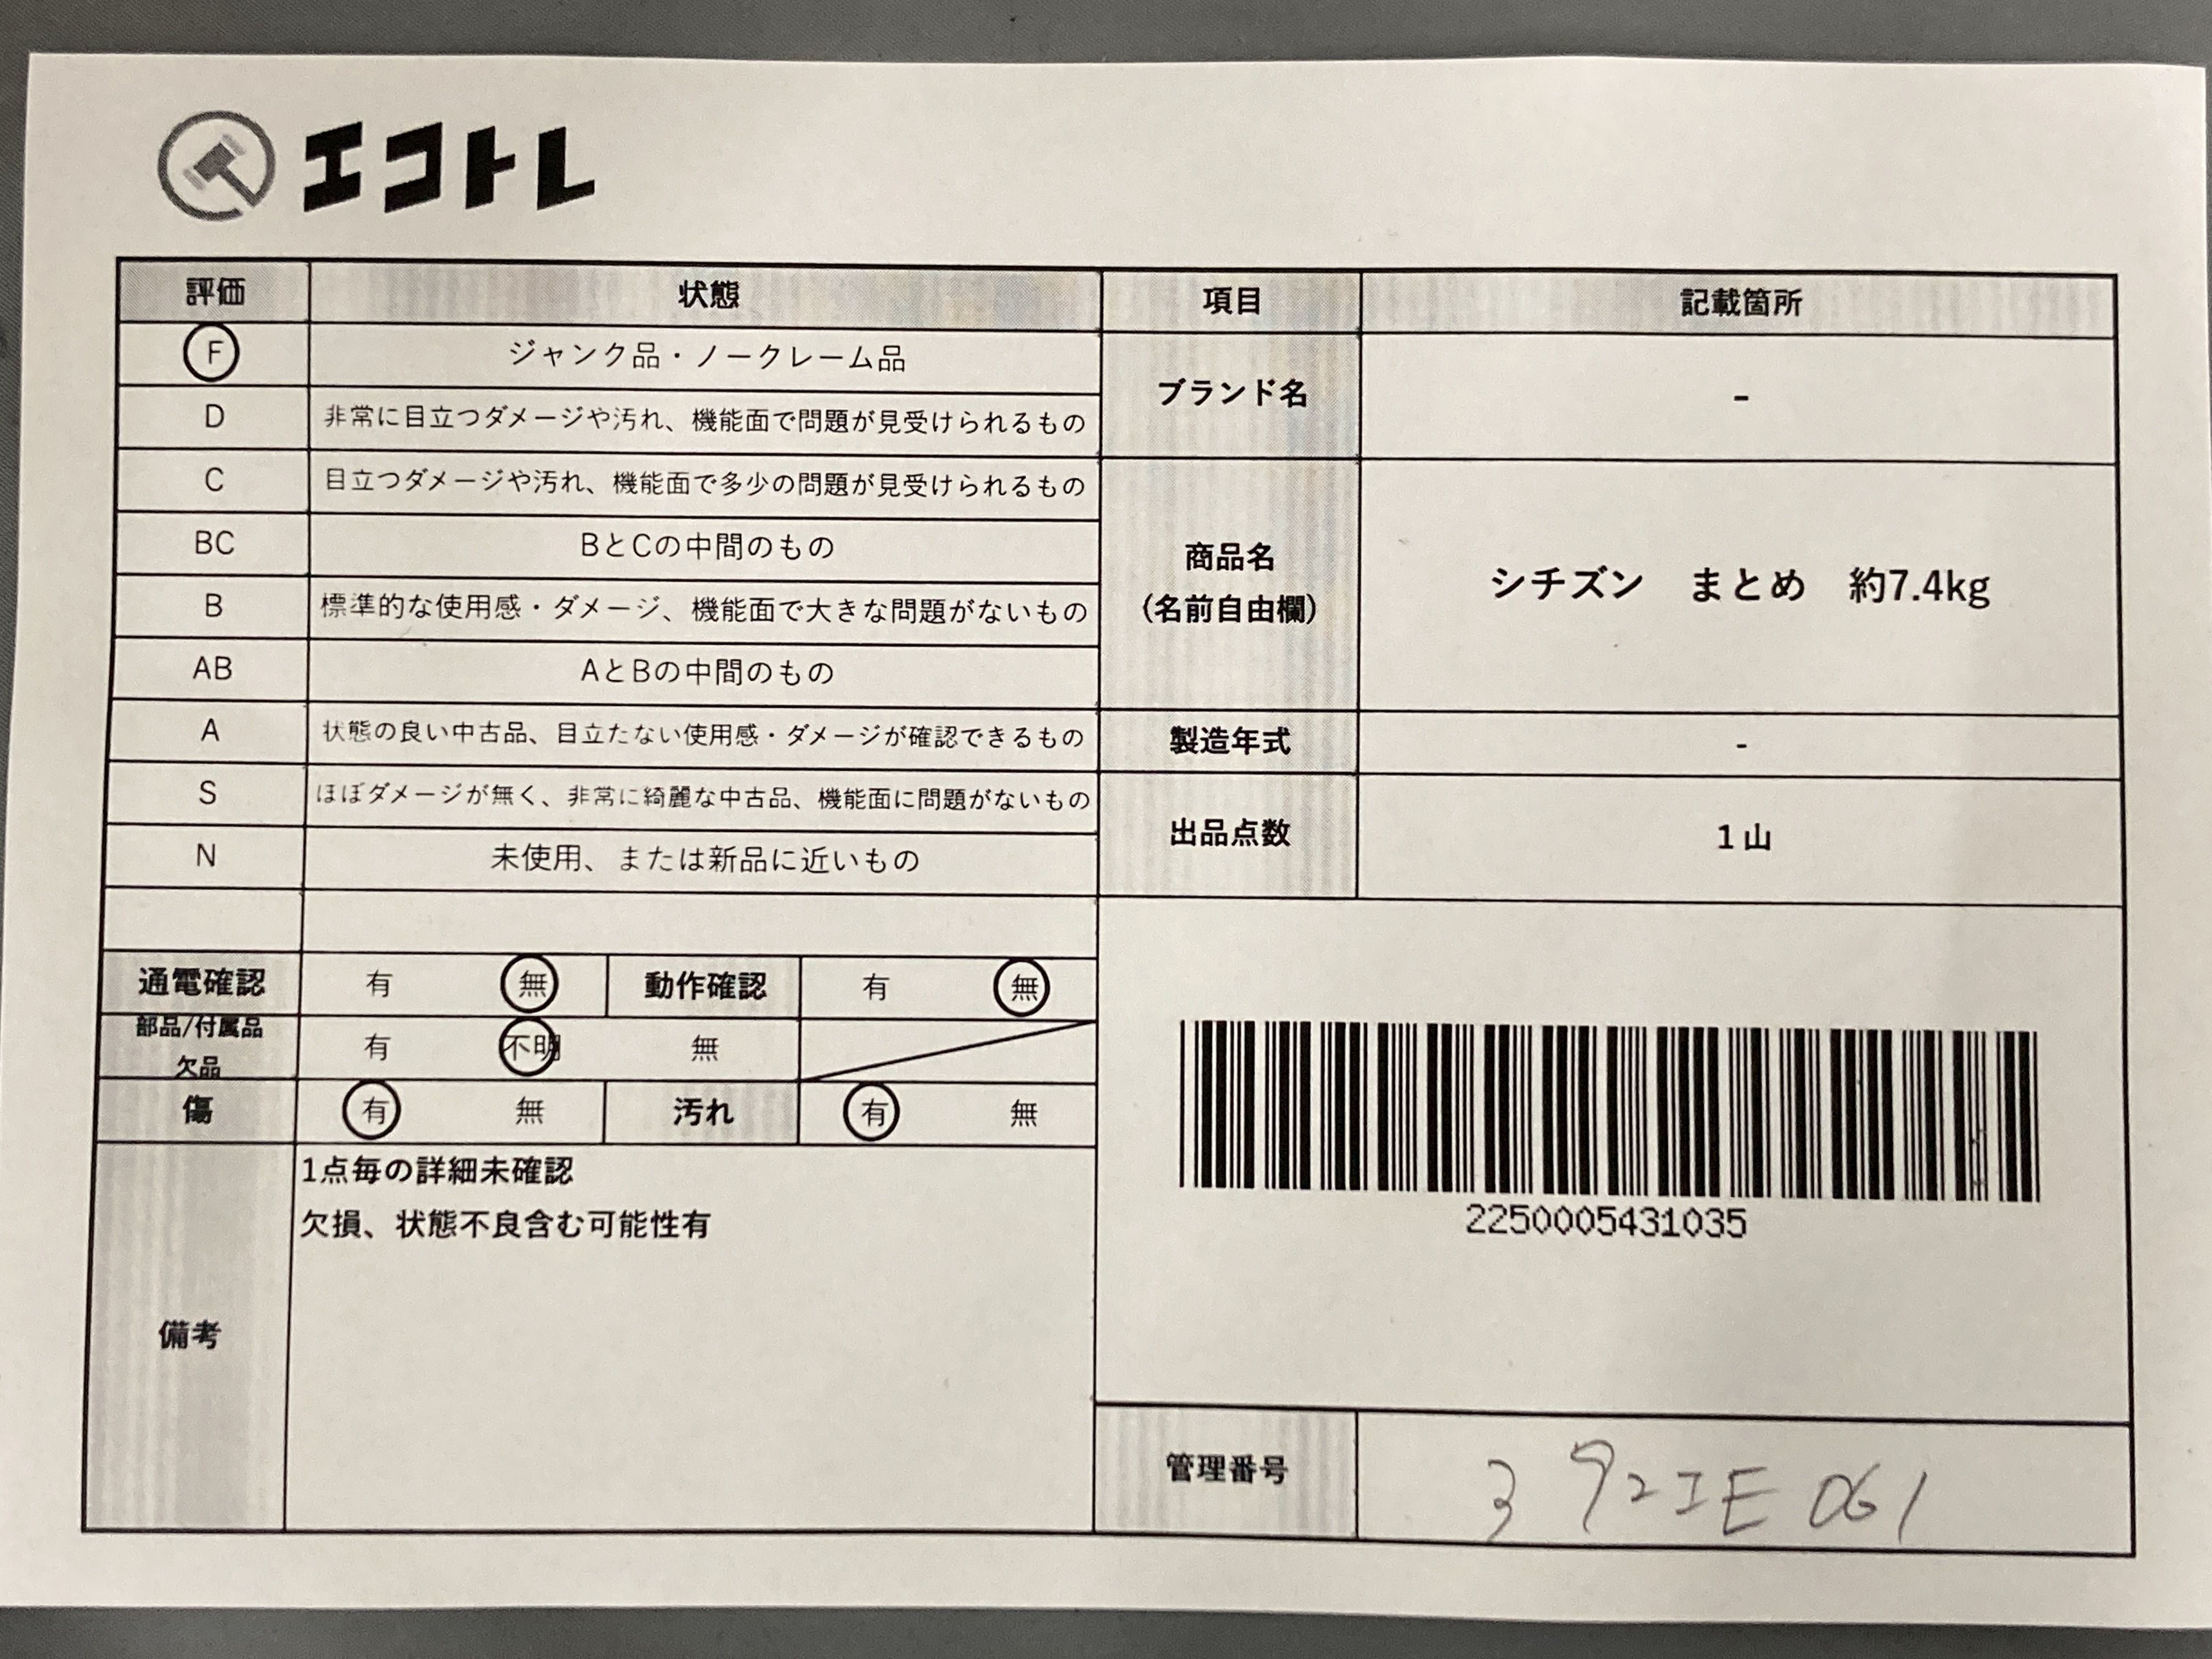 エコトレ
評価 状態 項目 記載箇所
F ジャンク品・ノークレーム品
D 非常に目立つダメージや汚れ、機能面で問題が見受けられるもの
C 目立つダメージや汚れ、機能面で多少の問題が見受けられるもの
BC BとCの中間のもの
B 標準的な使用感・ダメージ、機能面で大きな問題がないもの
AB AとBの中間のもの
A 状態の良い中古品、目立たない使用感・ダメージが確認できるもの
S ほぼダメージが無く、非常に綺麗な中古品、機能面に問題がないもの
N 未使用、または新品に近いもの
ブランド名 -
商品名
(名前自由欄)
シチズン まとめ 約7.4kg
製造年式 -
出品点数 1山
通電確認 有 無 動作確認 有 無
部品/付属品
欠品
有 不明 無
傷 有 無 汚れ 有 無
備考
1点毎の詳細未確認
欠損、状態不良含む可能性有
2250005431035
管理番号 392IE061